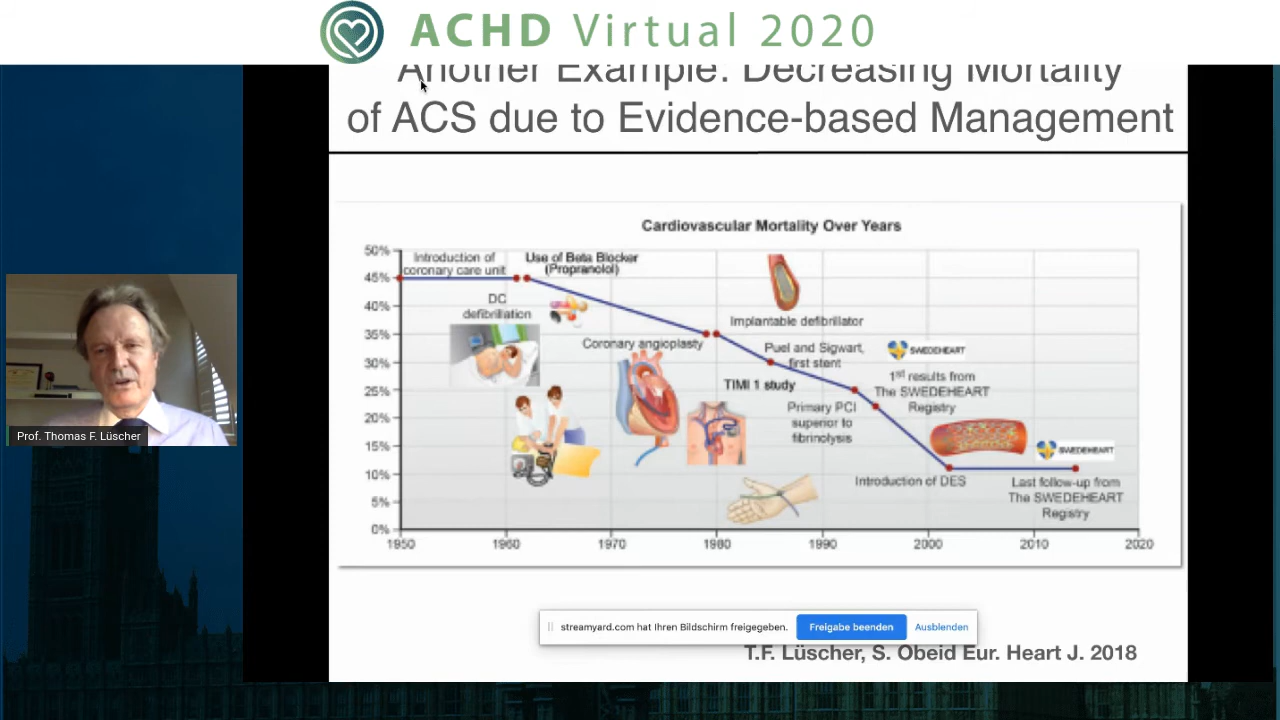 ACHD Virtual 2020
Another Example: Decreasing Mortality
of ACS due to Evidence-based Management
Cardiovascular Mortality Over Years
50%
45%
40%
35%
30%
25%
20%
15%
10%
5%
0%
1950
1960
1970
1980
1990
2000
2010
2020
Introduction of
coronary care unit
Use of Beta Blocker
(Propranolol)
DC
defibrillation
Coronary angioplasty
Implantable defibrillator
Puel and Sigwart,
first stent
TIMI 1 study
Primary PCI
superior to
fibrinolysis
SWEDEHEART
1st results from
The SWEDEHEART
Registry
Introduction of DES
SWEDEHEART
Last follow-up from
The SWEDEHEART
Registry
Prof. Thomas F. Lüscher
streamyard.com hat Ihren Bildschirm freigegeben.
Freigabe beenden
Ausblenden
T.F. Lüscher, S. Obeid Eur. Heart J. 2018